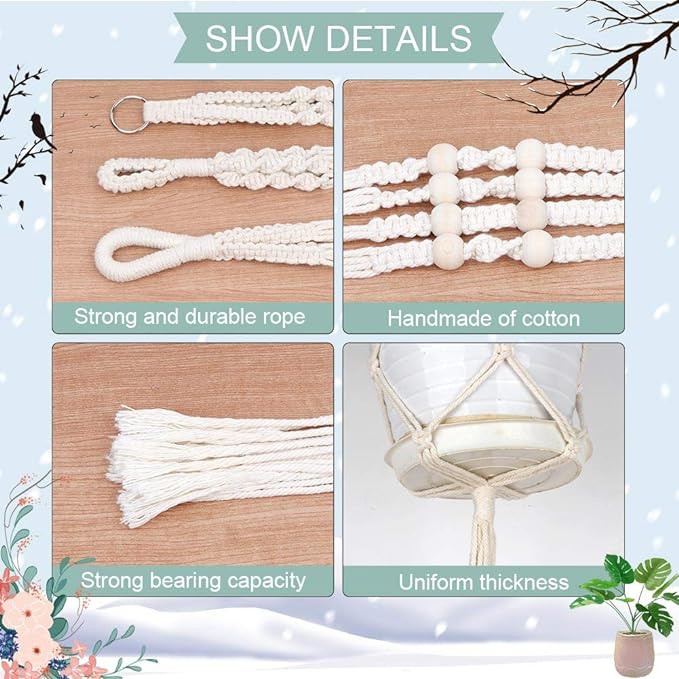 SHOW DETAILS
Strong and durable rope
Handmade of cotton
Strong bearing capacity
Uniform thickness